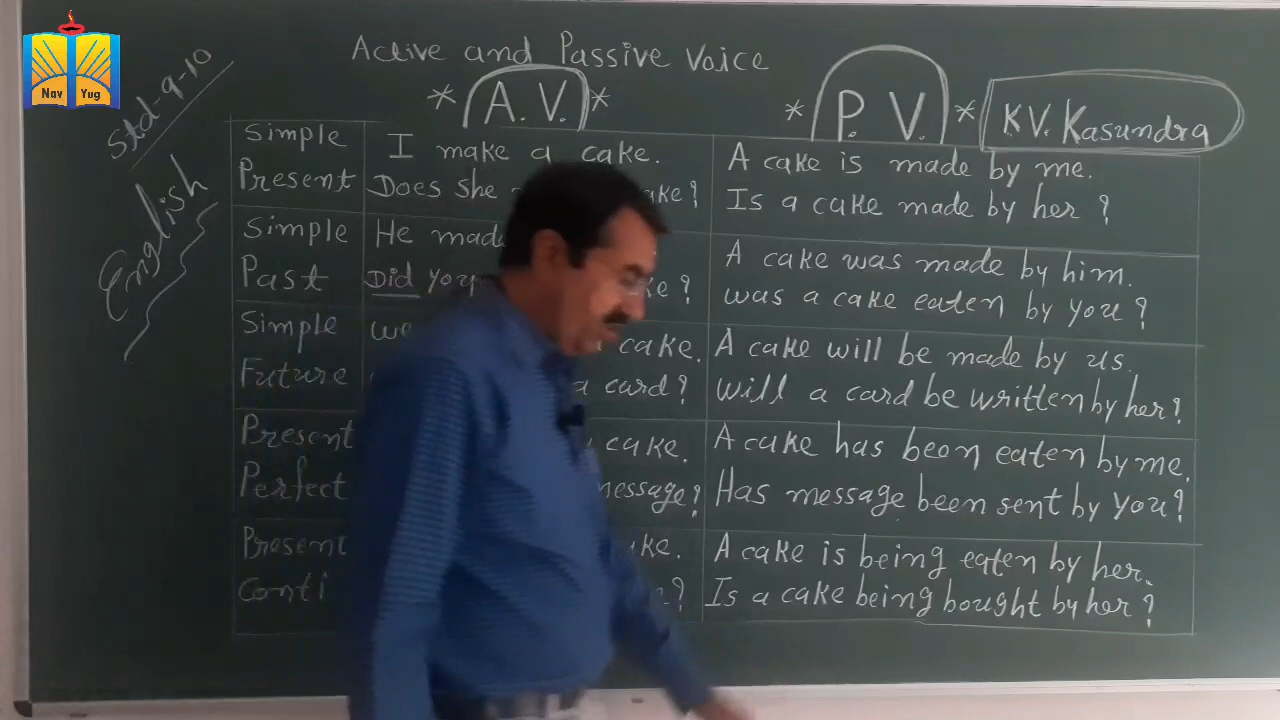 Nav Yug
Std-9-10
English
Active and Passive Voice
* A. V. *
* P. V. *
K.V. Kasundra
Simple
Present
I make a cake.
Does She cake?
A cake is made by me.
Is a cake made by her ?
Simple
Past
He made
Did you ?
A cake was made by him.
was a cake eaten by you ?
Simple
Future
we cake.
a card?
A cake will be made by us.
will a card be written by her?
Present
Perfect
cake.
message?
A cake has been eaten by me.
Has message been sent by you?
Present
Conti
?
A cake is being eaten by her.
Is a cake being bought by her ?